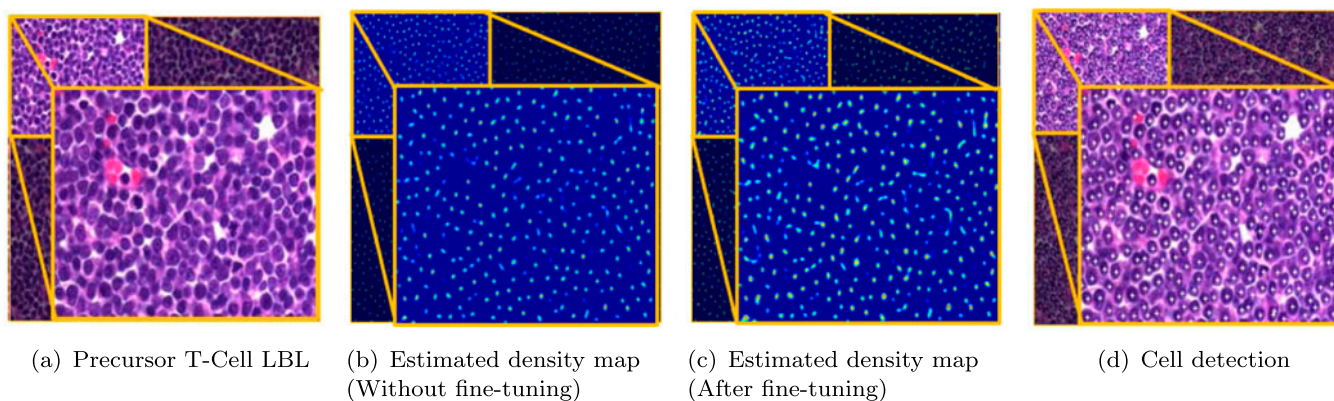 (a) Precursor T-Cell LBL
(b) Estimated density map
(Without fine-tuning)
(c) Estimated density map
(After fine-tuning)
(d) Cell detection